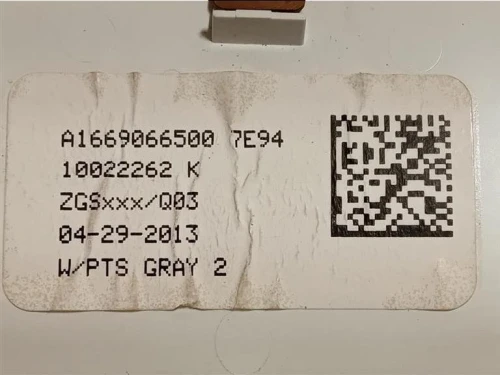 A1669066500 7E94
10022262 K
ZGSxxx/Q03
04-29-2013
W/PTS GRAY 2